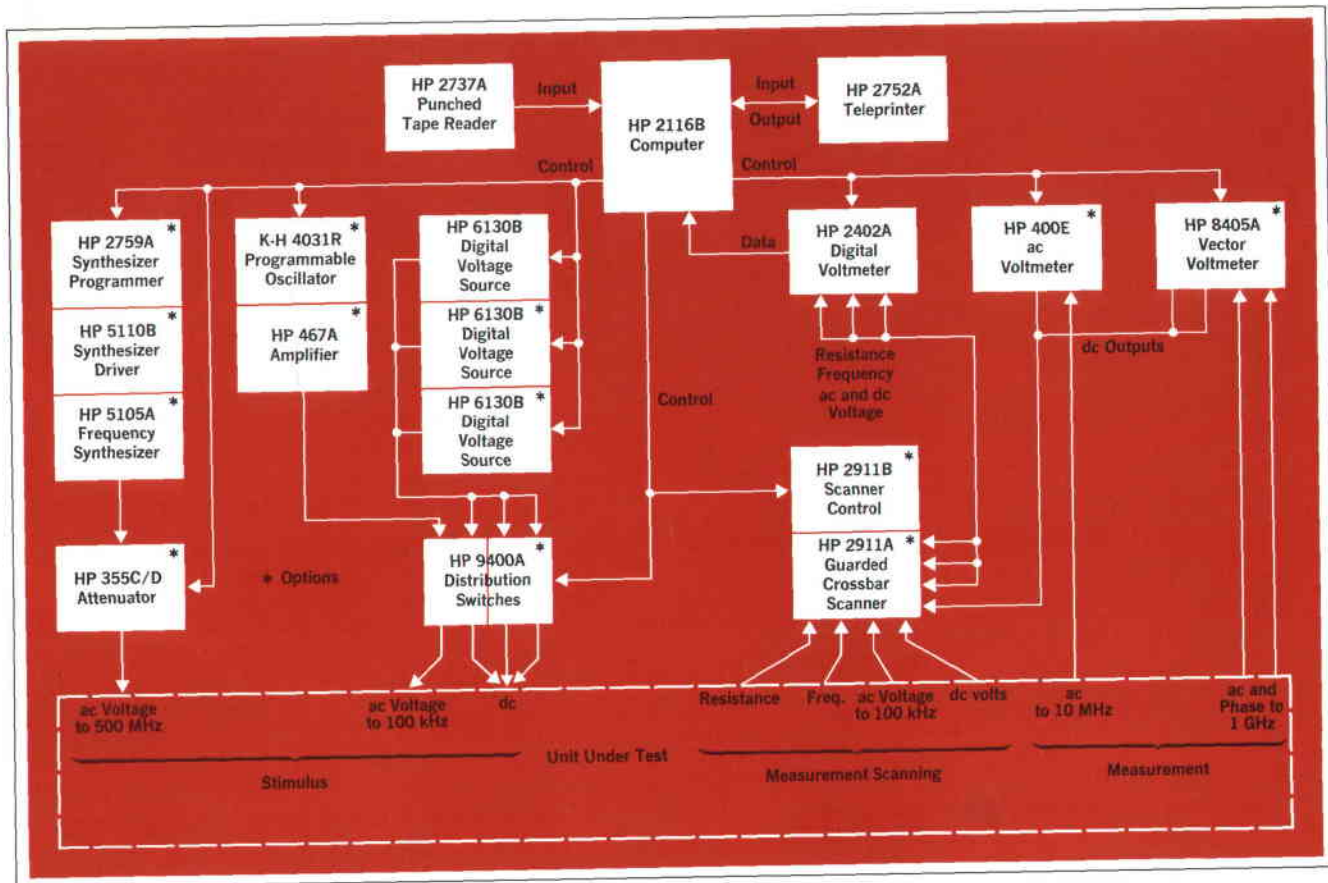 HP 2737A
Punched
Tape Reader
Input
HP 2116B
Computer
Input
Output
HP 2752A
Teleprinter
Control
Control
HP 2759A *
Synthesizer
Programmer
HP 5110B *
Synthesizer
Driver
HP 5105A *
Frequency
Synthesizer
K-H 4031R *
Programmable
Oscillator
HP 467A *
Amplifier
HP 6130B
Digital
Voltage
Source
HP 6130B *
Digital
Voltage
Source
HP 6130B *
Digital
Voltage
Source
Data
HP 2402A
Digital
Voltmeter
HP 400E *
ac
Voltmeter
HP 8405A *
Vector
Voltmeter
Resistance
Frequency
ac and dc
Voltage
dc Outputs
Control
HP 2911B *
Scanner
Control
HP 2911A *
Guarded
Crossbar
Scanner
HP 355C/D *
Attenuator
* Options
HP 9400A *
Distribution
Switches
ac Voltage
to 500 MHz
ac Voltage
to 100 kHz
dc
Resistance
Freq.
ac Voltage
to 100 kHz
dc volts
ac
to 10 MHz
ac and
Phase to
1 GHz
Stimulus
Unit Under Test
Measurement Scanning
Measurement